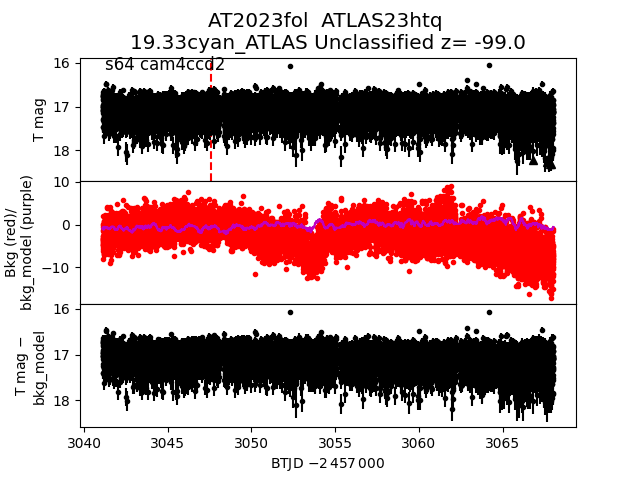 AT2023fol  ATLAS23htq
19.33cyan_ATLAS Unclassified z= -99.0
s64 cam4ccd2
T mag
16
17
18
Bkg (red)/
bkg_model (purple)
10
0
−10
T mag −
bkg_model
16
17
18
3040 3045 3050 3055 3060 3065
BTJD −2 457 000